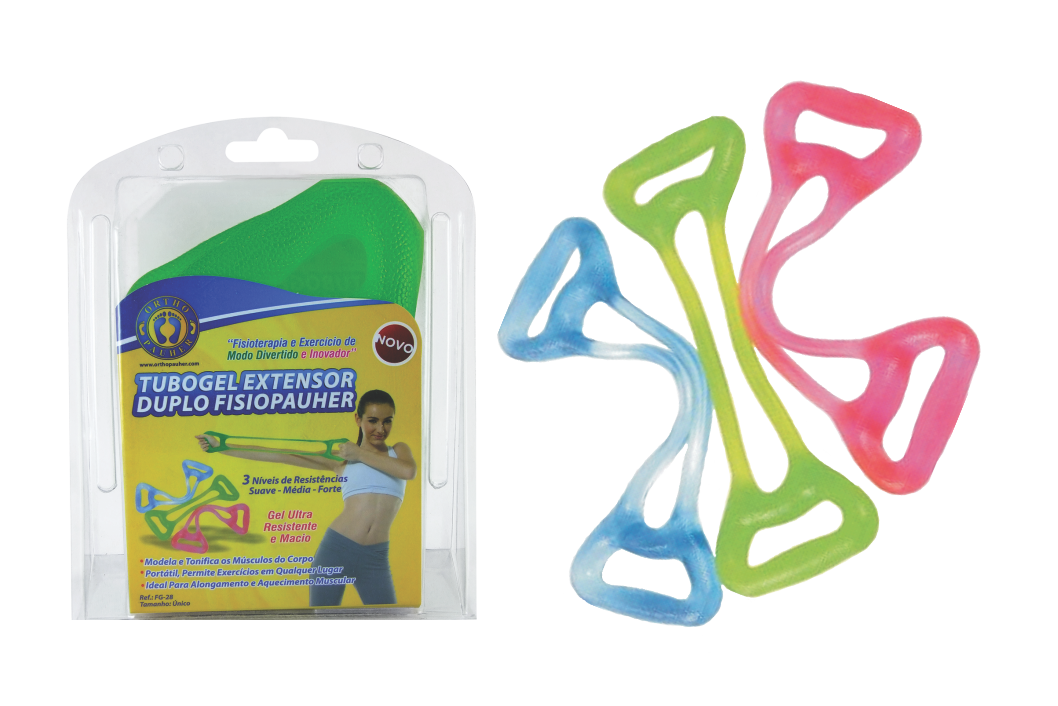 ORTHO
PAUHER
www.orthopauher.com
"Fisioterapia e Exercício de
Modo Divertido e Inovador"
NOVO
TUBOGEL EXTENSOR
DUPLO FISIOPAUHER
3 Níveis de Resistências
Suave - Média - Forte
Gel Ultra
Resistente
e Macio
* Modela e Tonifica os Músculos do Corpo
* Portátil, Permite Exercícios em Qualquer Lugar
* Ideal Para Alongamento e Aquecimento Muscular
Ref.: FG-28
Tamanho: Único